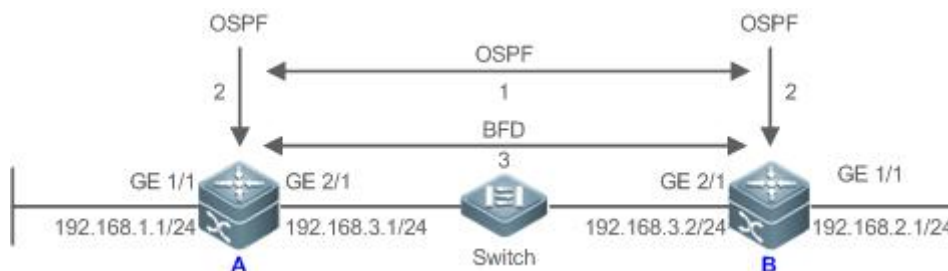 OSPF
OSPF
OSPF
2
1
2
BFD
3
GE 1/1
GE 2/1
GE 2/1
GE 1/1
192.168.1.1/24
192.168.3.1/24
192.168.3.2/24
192.168.2.1/24
Switch
A
B